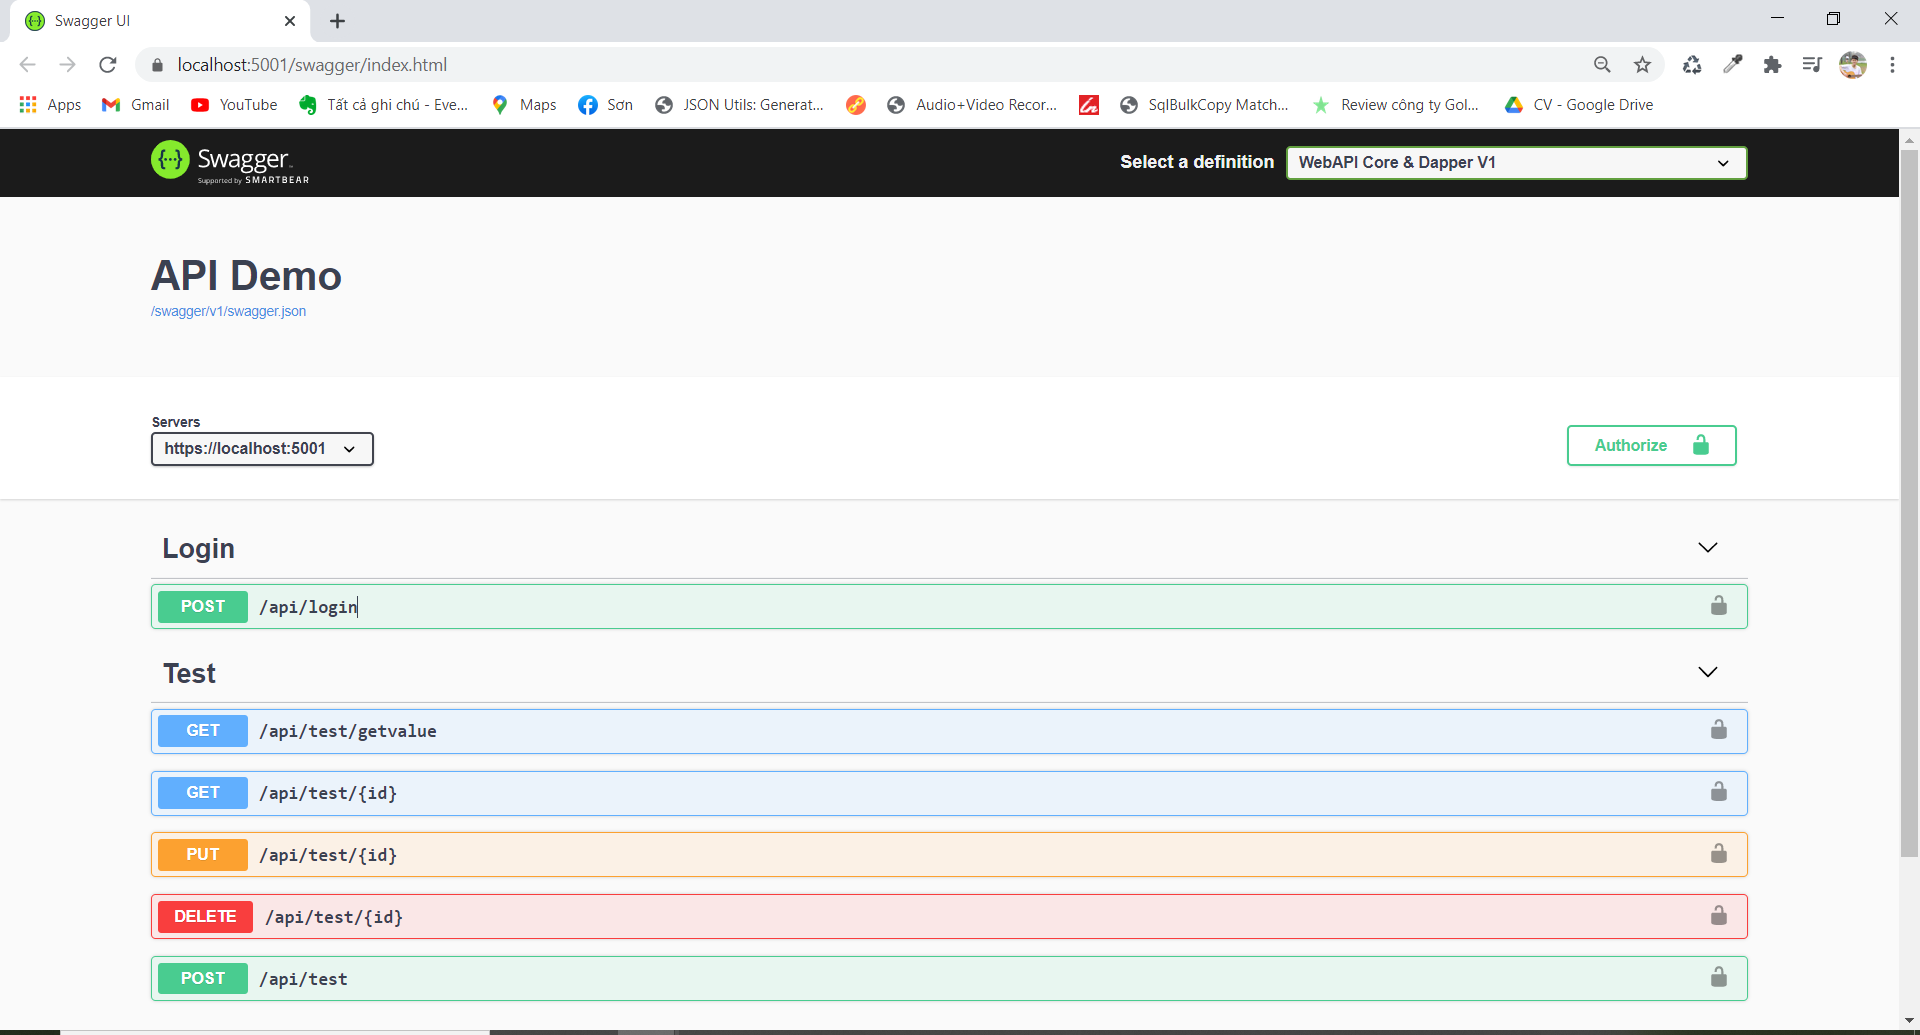 Swagger UI
localhost:5001/swagger/index.html
Apps Gmail YouTube Tất cả ghi chú - Eve... Maps Sơn JSON Utils: Generat... Audio+Video Recor... SqlBulkCopy Match... Review công ty Gol... CV - Google Drive
Swagger
Supported by SMARTBEAR
Select a definition WebAPI Core & Dapper V1
API Demo
/swagger/v1/swagger.json
Servers
https://localhost:5001
Authorize
Login
POST /api/login
Test
GET /api/test/getvalue
GET /api/test/{id}
PUT /api/test/{id}
DELETE /api/test/{id}
POST /api/test